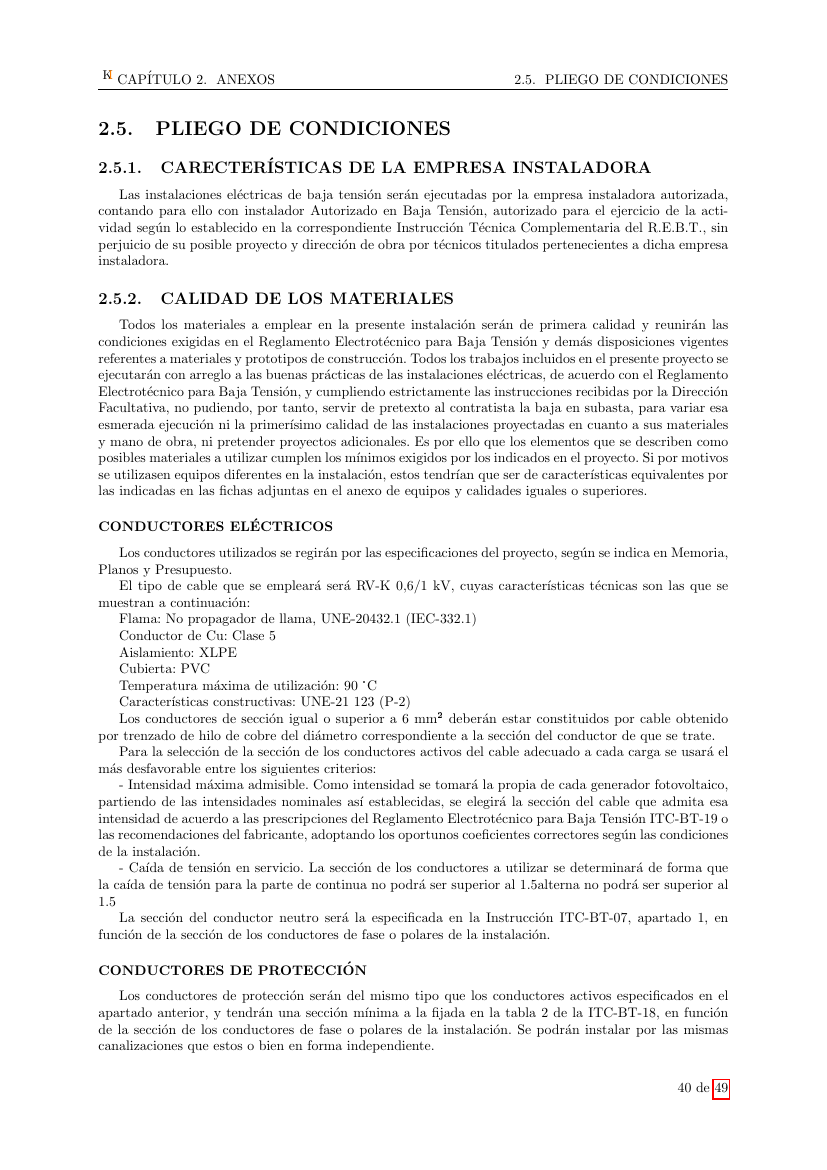 K CAPÍTULO 2. ANEXOS 2.5. PLIEGO DE CONDICIONES
2.5. PLIEGO DE CONDICIONES
2.5.1. CARECTERÍSTICAS DE LA EMPRESA INSTALADORA
Las instalaciones eléctricas de baja tensión serán ejecutadas por la empresa instaladora autorizada,
contando para ello con instalador Autorizado en Baja Tensión, autorizado para el ejercicio de la acti-
vidad según lo establecido en la correspondiente Instrucción Técnica Complementaria del R.E.B.T., sin
perjuicio de su posible proyecto y dirección de obra por técnicos titulados pertenecientes a dicha empresa
instaladora.
2.5.2. CALIDAD DE LOS MATERIALES
Todos los materiales a emplear en la presente instalación serán de primera calidad y reunirán las
condiciones exigidas en el Reglamento Electrotécnico para Baja Tensión y demás disposiciones vigentes
referentes a materiales y prototipos de construcción. Todos los trabajos incluidos en el presente proyecto se
ejecutarán con arreglo a las buenas prácticas de las instalaciones eléctricas, de acuerdo con el Reglamento
Electrotécnico para Baja Tensión, y cumpliendo estrictamente las instrucciones recibidas por la Dirección
Facultativa, no pudiendo, por tanto, servir de pretexto al contratista la baja en subasta, para variar esa
esmerada ejecución ni la primerísimo calidad de las instalaciones proyectadas en cuanto a sus materiales
y mano de obra, ni pretender proyectos adicionales. Es por ello que los elementos que se describen como
posibles materiales a utilizar cumplen los mínimos exigidos por los indicados en el proyecto. Si por motivos
se utilizasen equipos diferentes en la instalación, estos tendrían que ser de características equivalentes por
las indicadas en las fichas adjuntas en el anexo de equipos y calidades iguales o superiores.
CONDUCTORES ELÉCTRICOS
Los conductores utilizados se regirán por las especificaciones del proyecto, según se indica en Memoria,
Planos y Presupuesto.
El tipo de cable que se empleará será RV-K 0,6/1 kV, cuyas características técnicas son las que se
muestran a continuación:
Flama: No propagador de llama, UNE-20432.1 (IEC-332.1)
Conductor de Cu: Clase 5
Aislamiento: XLPE
Cubierta: PVC
Temperatura máxima de utilización: 90 ˚C
Características constructivas: UNE-21 123 (P-2)
Los conductores de sección igual o superior a 6 mm² deberán estar constituidos por cable obtenido
por trenzado de hilo de cobre del diámetro correspondiente a la sección del conductor de que se trate.
Para la selección de la sección de los conductores activos del cable adecuado a cada carga se usará el
más desfavorable entre los siguientes criterios:
- Intensidad máxima admisible. Como intensidad se tomará la propia de cada generador fotovoltaico,
partiendo de las intensidades nominales así establecidas, se elegirá la sección del cable que admita esa
intensidad de acuerdo a las prescripciones del Reglamento Electrotécnico para Baja Tensión ITC-BT-19 o
las recomendaciones del fabricante, adoptando los oportunos coeficientes correctores según las condiciones
de la instalación.
- Caída de tensión en servicio. La sección de los conductores a utilizar se determinará de forma que
la caída de tensión para la parte de continua no podrá ser superior al 1.5alterna no podrá ser superior al
1.5
La sección del conductor neutro será la especificada en la Instrucción ITC-BT-07, apartado 1, en
función de la sección de los conductores de fase o polares de la instalación.
CONDUCTORES DE PROTECCIÓN
Los conductores de protección serán del mismo tipo que los conductores activos especificados en el
apartado anterior, y tendrán una sección mínima a la fijada en la tabla 2 de la ITC-BT-18, en función
de la sección de los conductores de fase o polares de la instalación. Se podrán instalar por las mismas
canalizaciones que estos o bien en forma independiente.
40 de 49